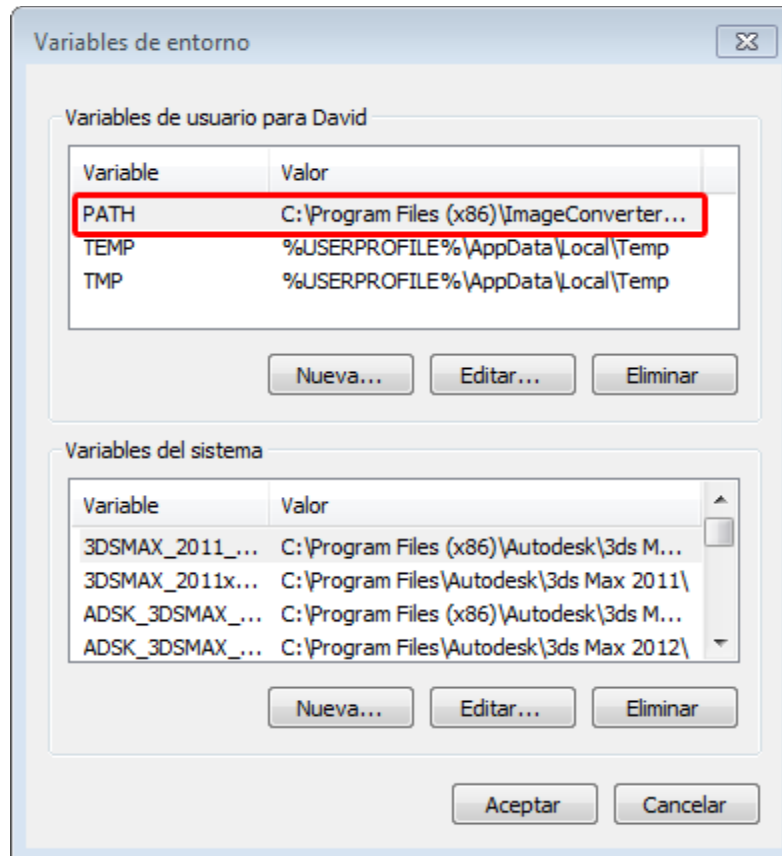 Variables de entorno
Variables de usuario para David
Variable Valor
PATH C:\Program Files (x86)\ImageConverter...
TEMP %USERPROFILE%\AppData\Local\Temp
TMP %USERPROFILE%\AppData\Local\Temp
Nueva... Editar... Eliminar
Variables del sistema
Variable Valor
3DSMAX_2011_... C:\Program Files (x86)\Autodesk\3ds M...
3DSMAX_2011x... C:\Program Files\Autodesk\3ds Max 2011\
ADSK_3DSMAX_... C:\Program Files (x86)\Autodesk\3ds M...
ADSK_3DSMAX_... C:\Program Files\Autodesk\3ds Max 2012\
Nueva... Editar... Eliminar
Aceptar Cancelar